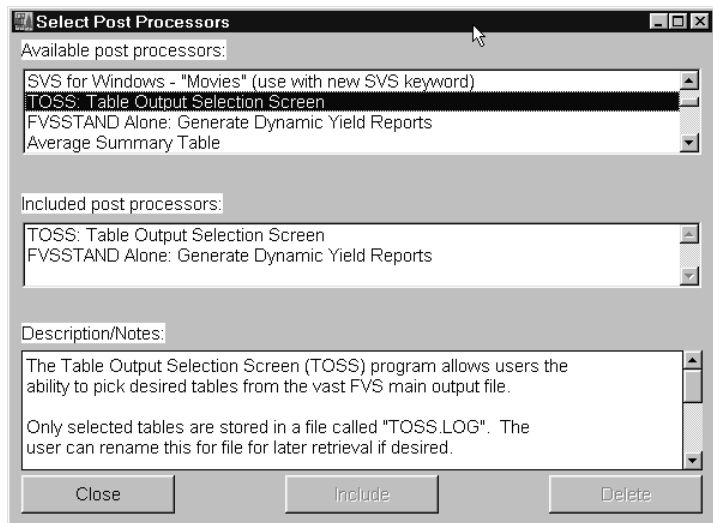 Select Post Processors
Available post processors:
SVS for Windows - "Movies" (use with new SVS keyword)
TOSS: Table Output Selection Screen
FVSSTAND Alone: Generate Dynamic Yield Reports
Average Summary Table
Included post processors:
TOSS: Table Output Selection Screen
FVSSTAND Alone: Generate Dynamic Yield Reports
Description/Notes:
The Table Output Selection Screen (TOSS) program allows users the
ability to pick desired tables from the vast FVS main output file.
Only selected tables are stored in a file called "TOSS.LOG". The
user can rename this for file for later retrieval if desired.
Close Include Delete